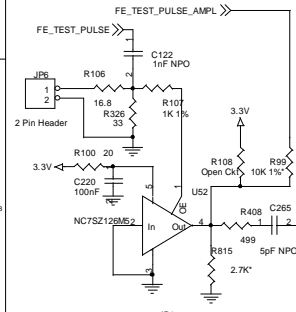 FE_TEST_PULSE_AMPL
FE_TEST_PULSE
C122
1nF NPO
1
2
JP6
1
2
2 Pin Header
R106
16.8
R107
1K 1%
R326
33
3.3V
R108
Open Ckt
R99
10K 1%*
3.3V
R100 20
C220
100nF
U52
5
1
OE
NC7SZ126M5
2
In
Out
4
3
R408
499
C265
1
2
5pF NPO
R815
2.7K*
s